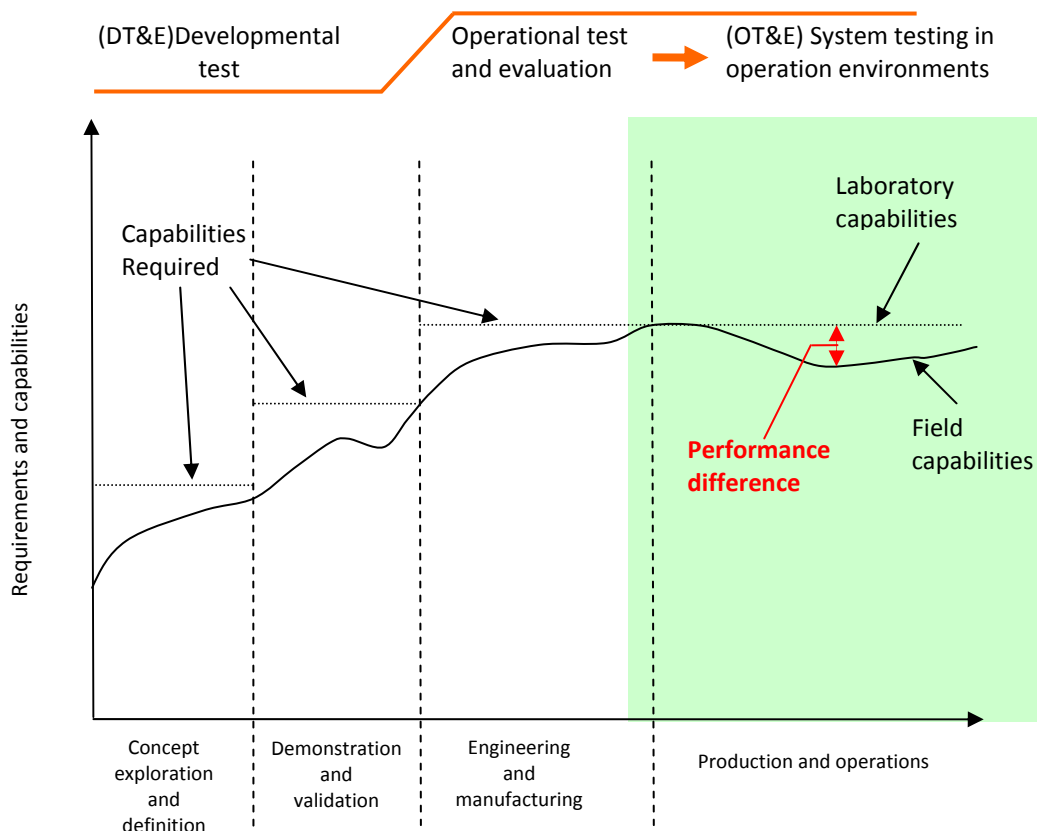 (DT&E)Developmental
test
Operational test
and evaluation
(OT&E) System testing in
operation environments
Laboratory
capabilities
Capabilities
Required
Requirements and capabilities
Performance
difference
Field
capabilities
Concept
exploration
and
definition
Demonstration
and
validation
Engineering
and
manufacturing
Production and operations